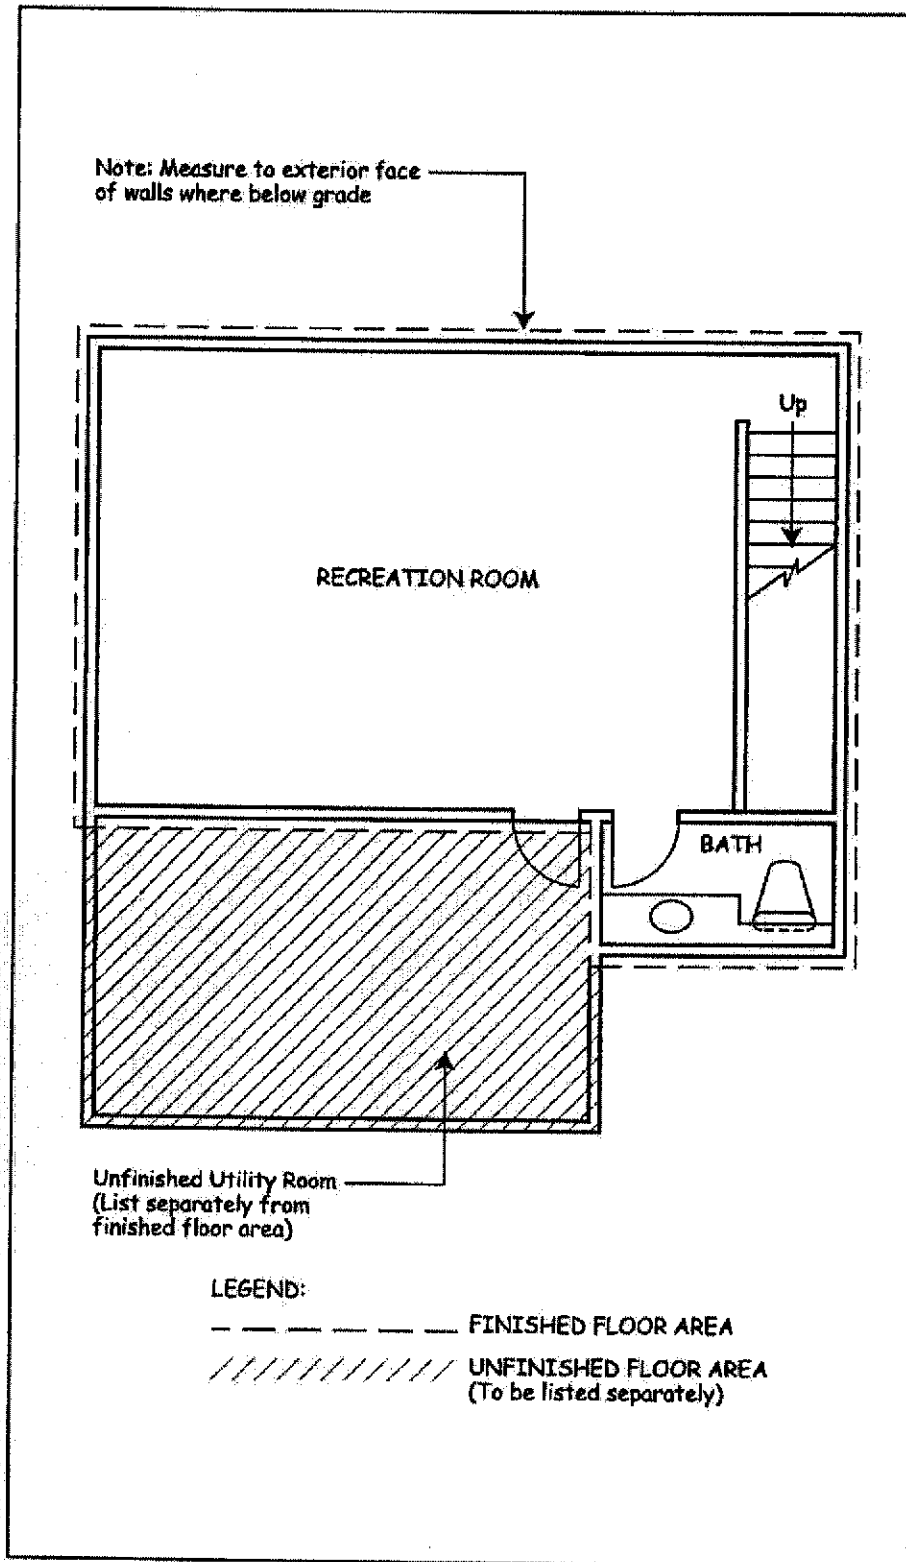 Note: Measure to exterior face
of walls where below grade
Up
RECREATION ROOM
BATH
Unfinished Utility Room
(List separately from
finished floor area)
LEGEND:
FINISHED FLOOR AREA
UNFINISHED FLOOR AREA
(To be listed separately)